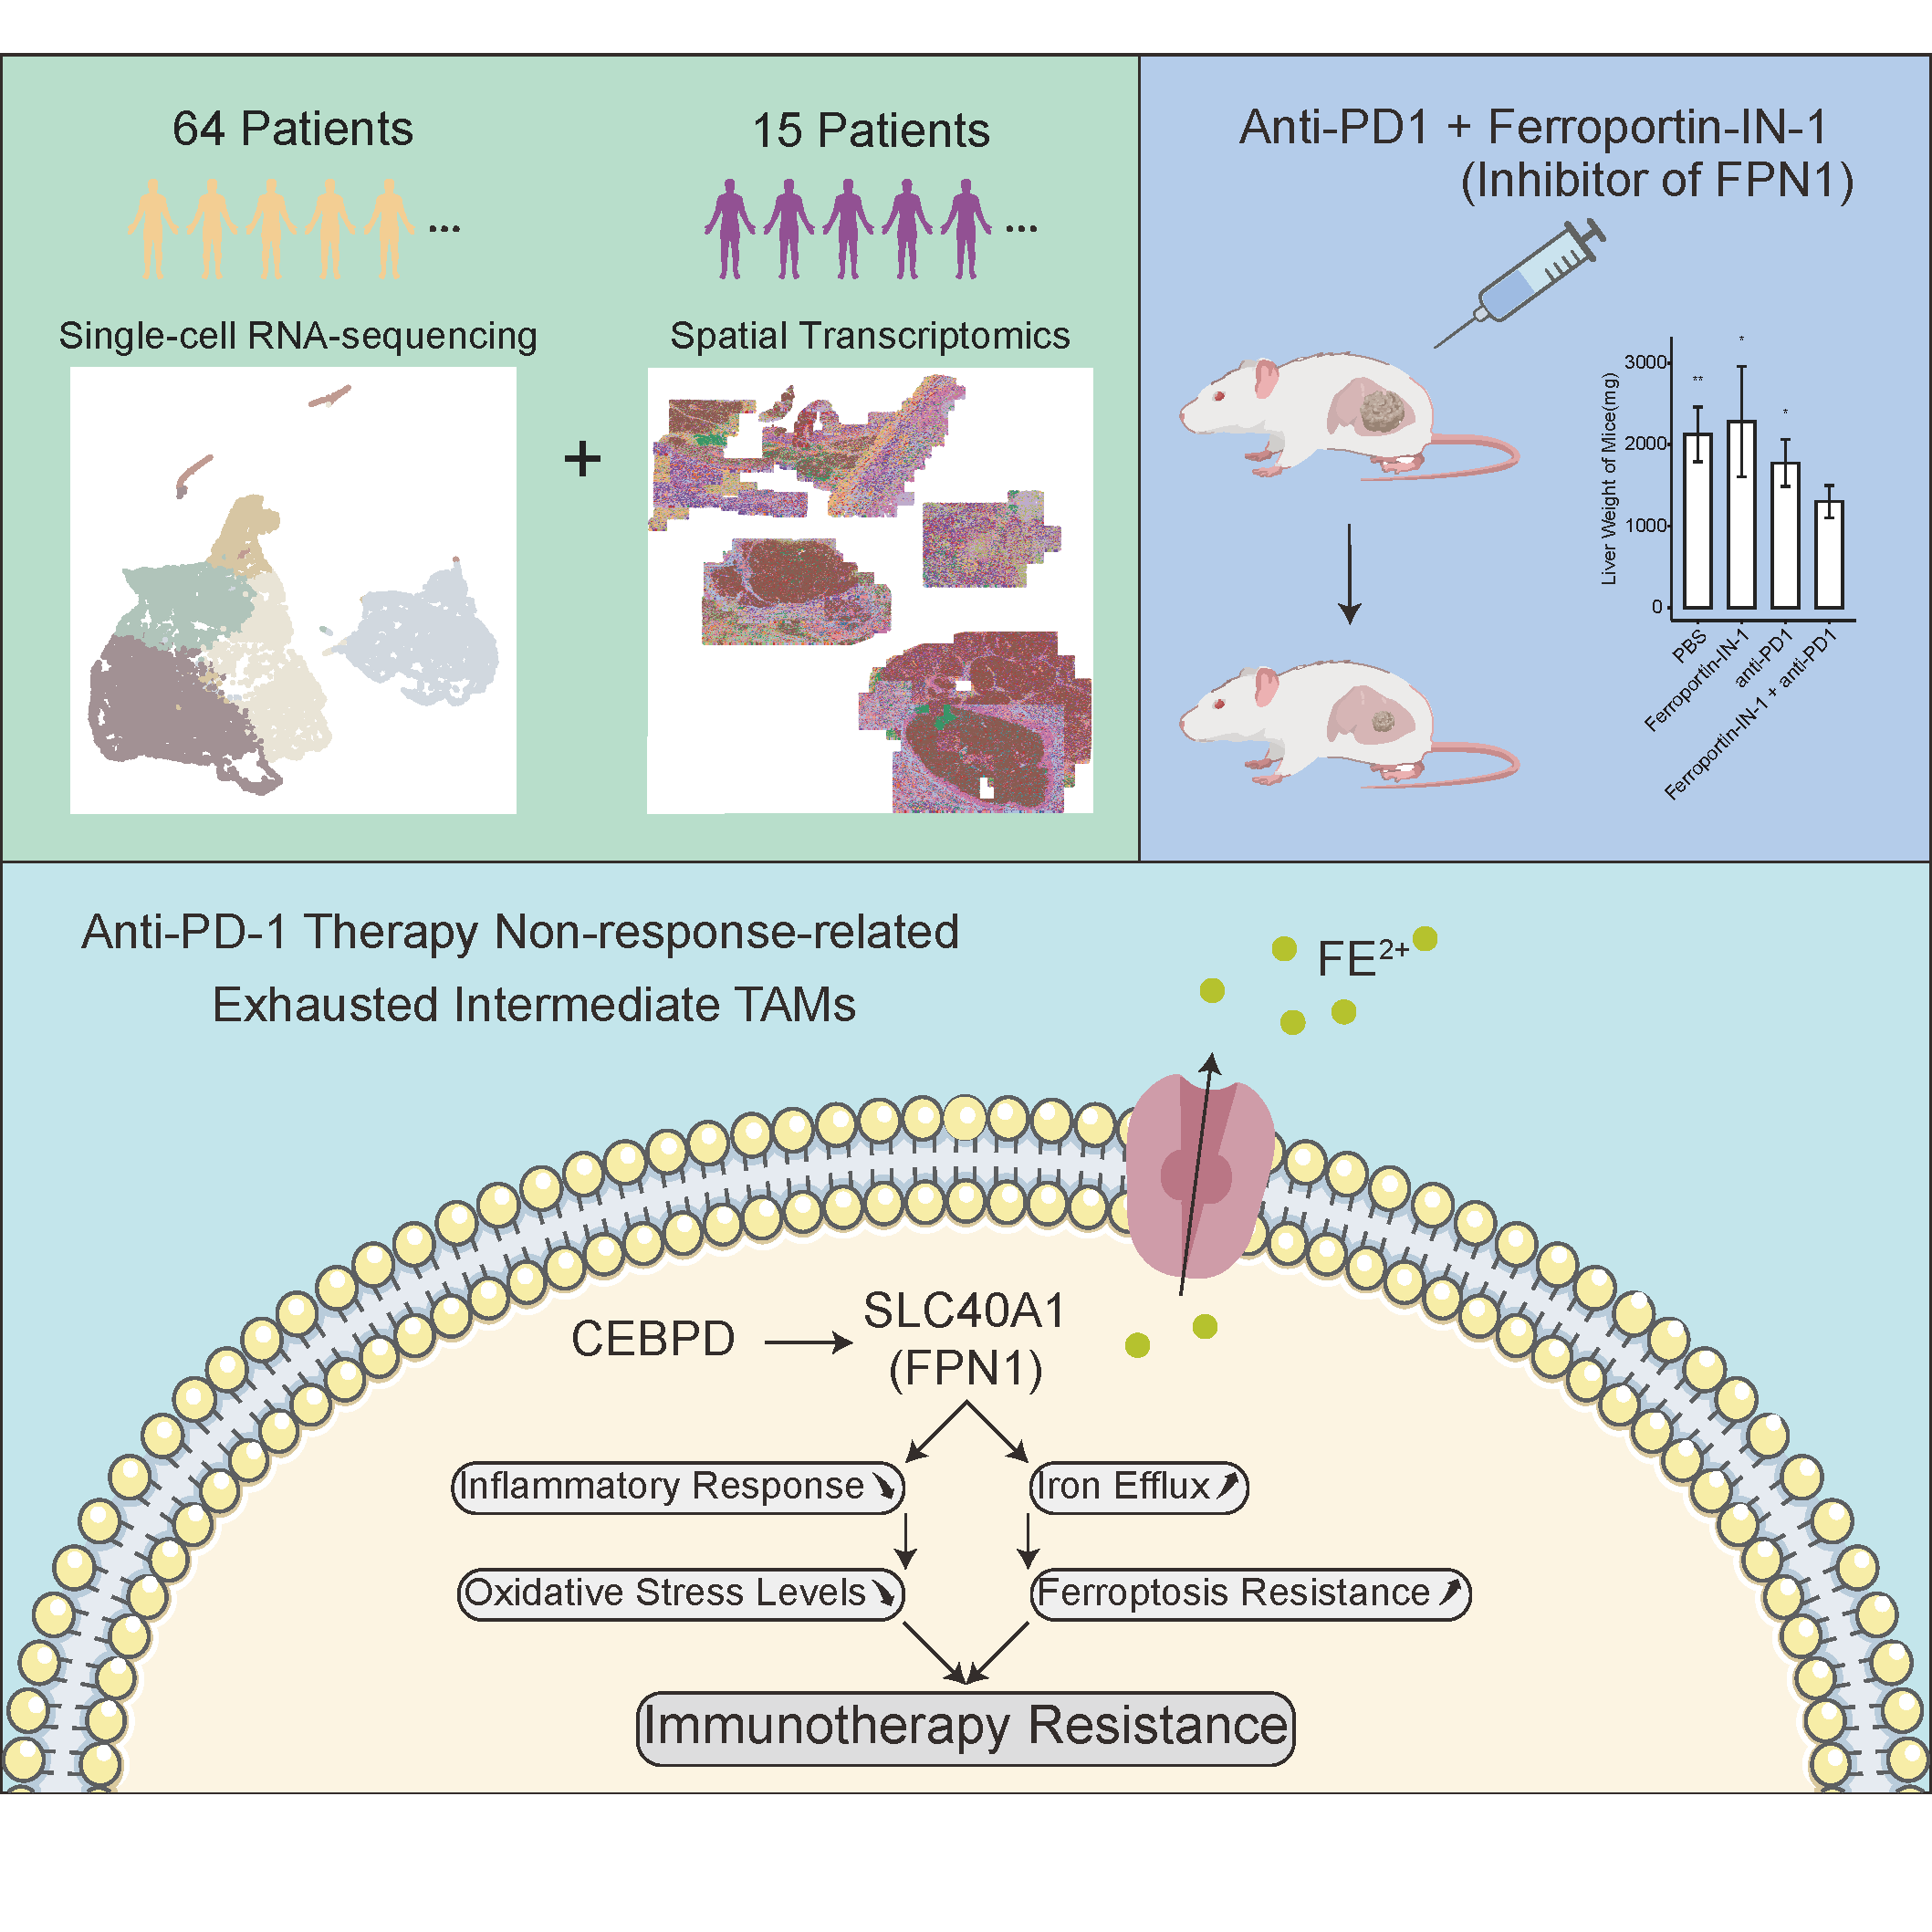 64 Patients
...
Single-cell RNA-sequencing
+
15 Patients
...
Spatial Transcriptomics
Anti-PD1 + Ferroportin-IN-1
(Inhibitor of FPN1)
Liver Weight of Mice(mg)
3000
2000
1000
0
**
*
*
PBS
Ferroportin-IN-1
anti-PD1
Ferroportin-IN-1 + anti-PD1
Anti-PD-1 Therapy Non-response-related
Exhausted Intermediate TAMs
FE²⁺
CEBPD
SLC40A1
(FPN1)
Inflammatory Response
Iron Efflux
Oxidative Stress Levels
Ferroptosis Resistance
Immunotherapy Resistance